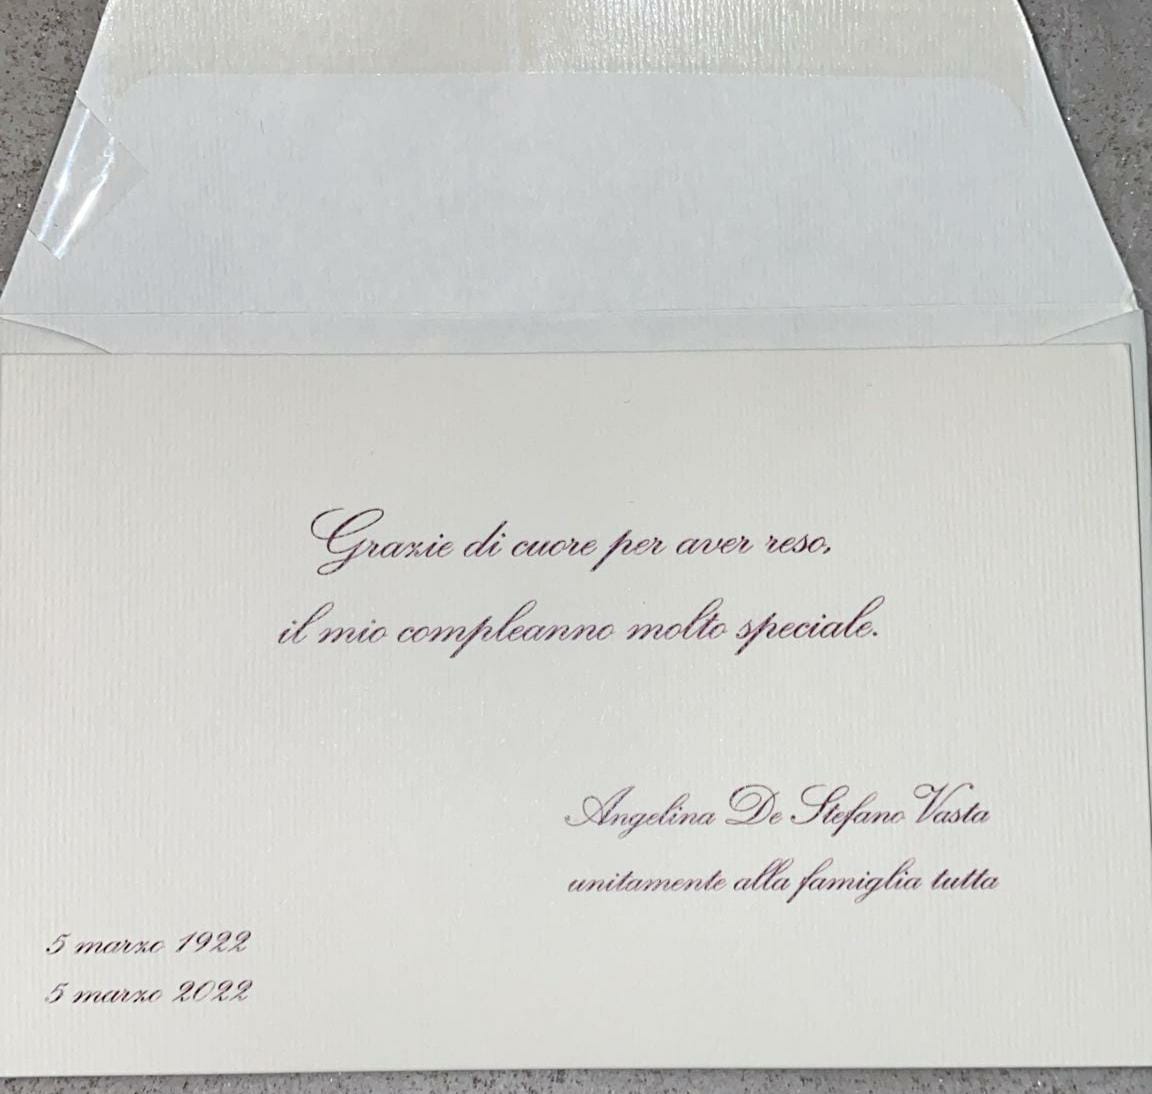 Grazie di cuore per aver reso,
il mio compleanno molto speciale.
Angelina De Stefano Vasta
unitamente alla famiglia tutta
5 marzo 1922
5 marzo 2022